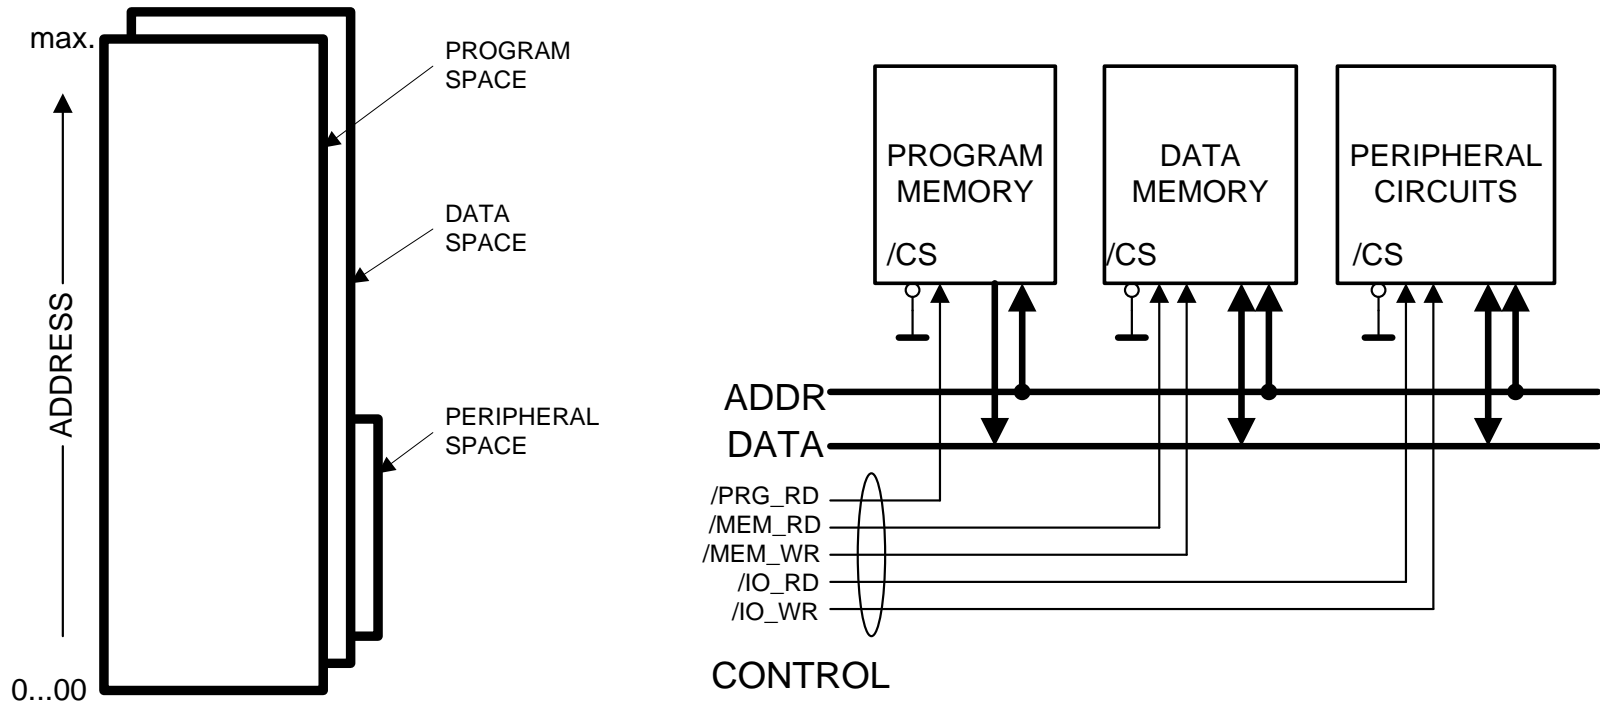 max.
ADDRESS
0...00
PROGRAM
SPACE
DATA
SPACE
PERIPHERAL
SPACE
PROGRAM
MEMORY
/CS
DATA
MEMORY
/CS
PERIPHERAL
CIRCUITS
/CS
ADDR
DATA
/PRG_RD
/MEM_RD
/MEM_WR
/IO_RD
/IO_WR
CONTROL